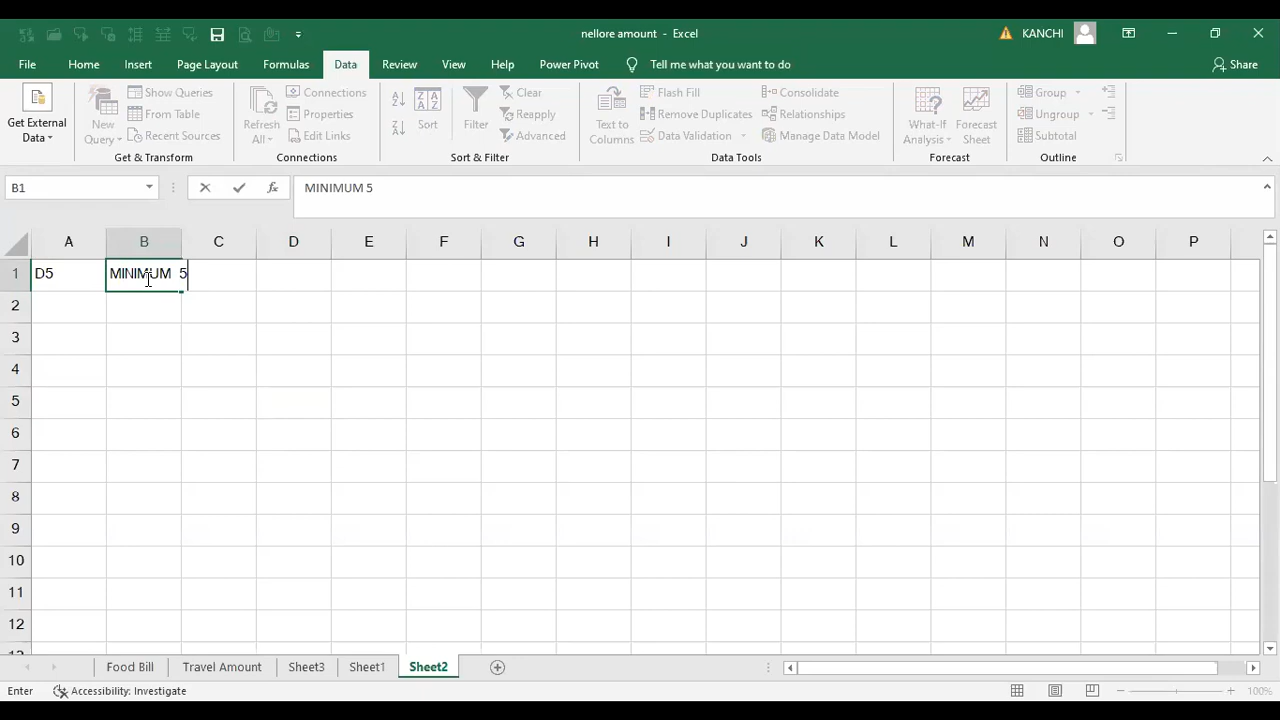 nellore amount - Excel
KANCHI
File Home Insert Page Layout Formulas Data Review View Help Power Pivot Tell me what you want to do Share
Get External Data
New Query
Show Queries
From Table
Recent Sources
Get & Transform
Refresh All
Connections
Properties
Edit Links
Connections
Sort
Filter
Clear
Reapply
Advanced
Sort & Filter
Text to Columns
Flash Fill
Remove Duplicates
Data Validation
Consolidate
Relationships
Manage Data Model
Data Tools
What-If Analysis
Forecast Sheet
Forecast
Group
Ungroup
Subtotal
Outline
B1 fx MINIMUM 5
A B C D E F G H I J K L M N O P
1 D5 MINIMUM 5
2
3
4
5
6
7
8
9
10
11
12
Food Bill Travel Amount Sheet3 Sheet1 Sheet2
Enter Accessibility: Investigate 100%